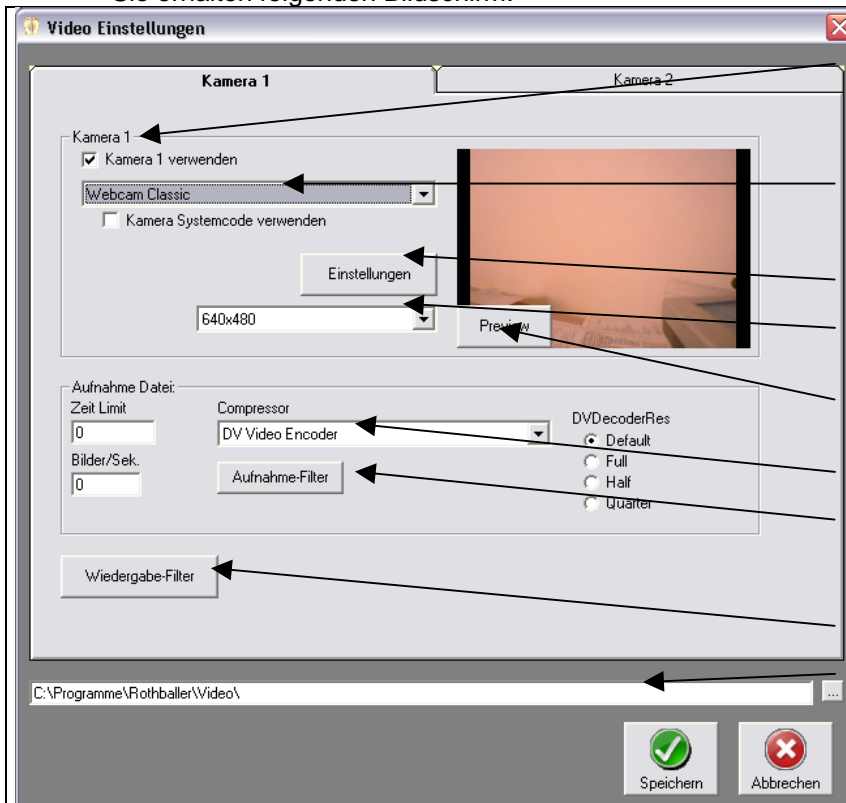 Sie erhalten folgenden Bildschirm:
Video Einstellungen
Kamera 1
Kamera 2
Kamera 1
Kamera 1 verwenden
Webcam Classic
Kamera Systemcode verwenden
Einstellungen
640x480
Preview
Aufnahme Datei:
Zeit Limit
0
Bilder/Sek.
0
Compressor
DV Video Encoder
Aufnahme-Filter
DVDecoderRes
Default
Full
Half
Quarter
Wiedergabe-Filter
C:\Programme\Rothballer\Video\
...
Speichern
Abbrechen